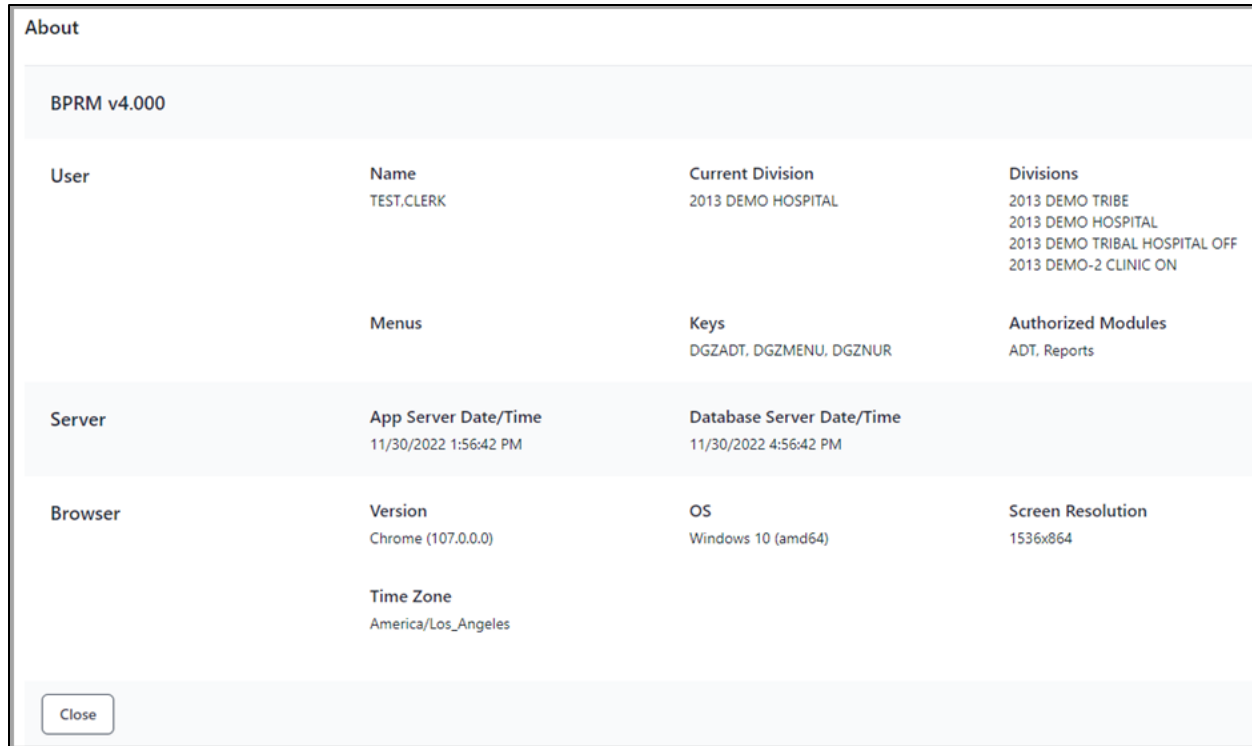 About
BPRM v4.000
User
Name
TEST,CLERK
Current Division
2013 DEMO HOSPITAL
Divisions
2013 DEMO TRIBE
2013 DEMO HOSPITAL
2013 DEMO TRIBAL HOSPITAL OFF
2013 DEMO-2 CLINIC ON
Menus
Keys
DGZADT, DGZMENU, DGZNUR
Authorized Modules
ADT, Reports
Server
App Server Date/Time
11/30/2022 1:56:42 PM
Database Server Date/Time
11/30/2022 4:56:42 PM
Browser
Version
Chrome (107.0.0.0)
OS
Windows 10 (amd64)
Screen Resolution
1536x864
Time Zone
America/Los_Angeles
Close